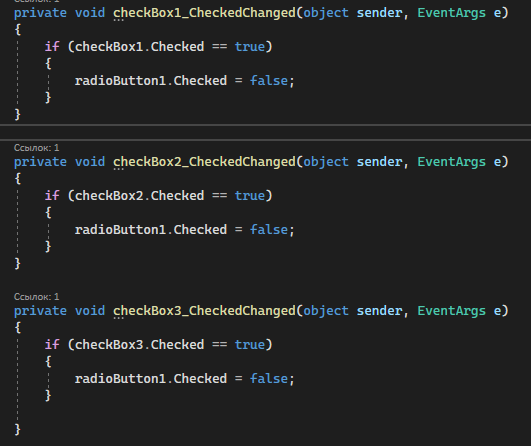 Ссылок: 1
private void checkBox1_CheckedChanged(object sender, EventArgs e)
{
if (checkBox1.Checked == true)
{
radioButton1.Checked = false;
}
}
Ссылок: 1
private void checkBox2_CheckedChanged(object sender, EventArgs e)
{
if (checkBox2.Checked == true)
{
radioButton1.Checked = false;
}
}
Ссылок: 1
private void checkBox3_CheckedChanged(object sender, EventArgs e)
{
if (checkBox3.Checked == true)
{
radioButton1.Checked = false;
}
}